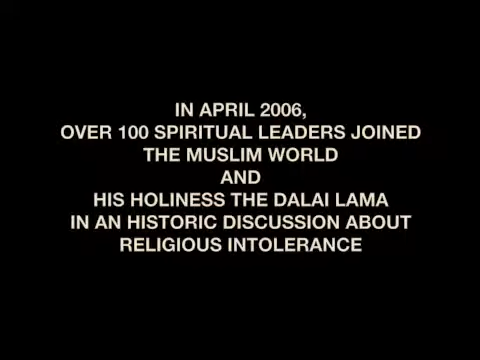 IN APRIL 2006,
OVER 100 SPIRITUAL LEADERS JOINED
THE MUSLIM WORLD
AND
HIS HOLINESS THE DALAI LAMA
IN AN HISTORIC DISCUSSION ABOUT
RELIGIOUS INTOLERANCE